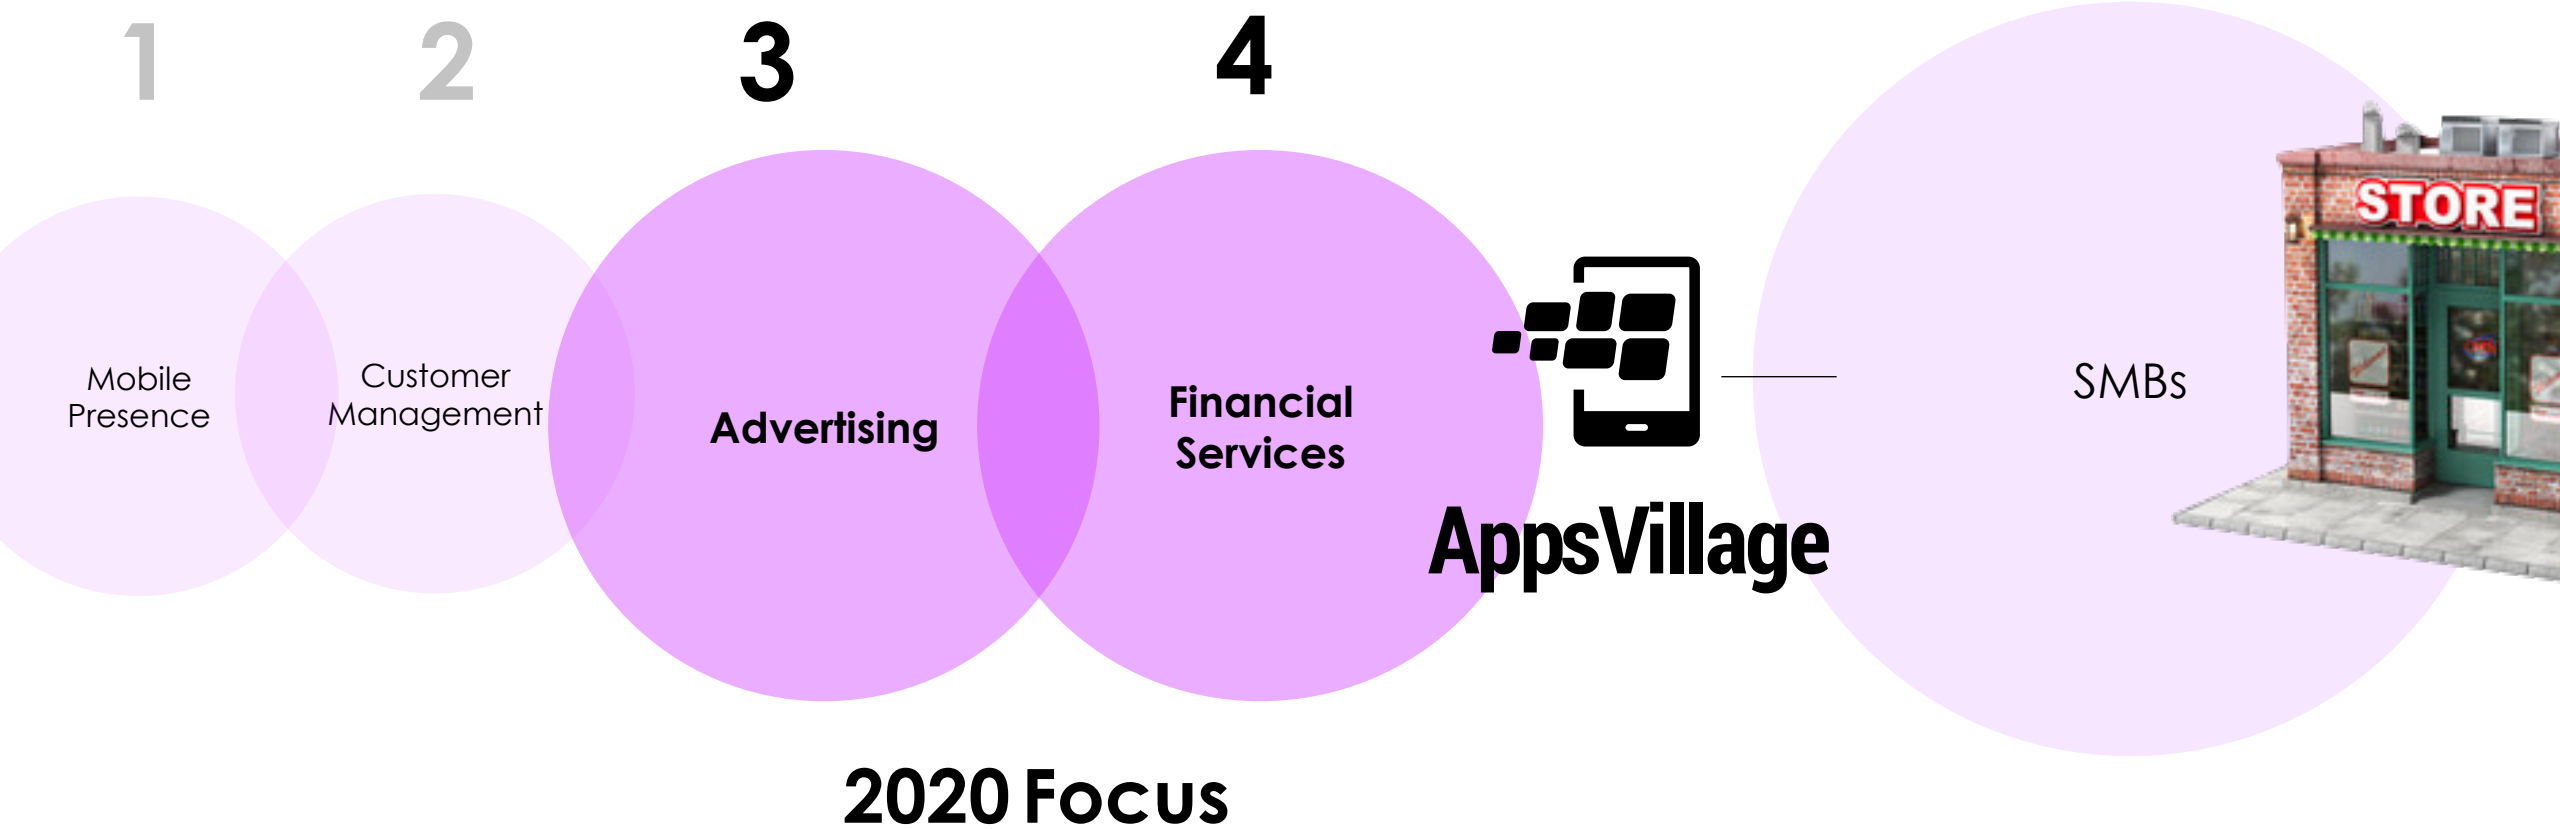 1
2
3
4
Mobile
Presence
Customer
Management
Advertising
Financial
Services
AppsVillage
SMBs
STORE
2020 Focus